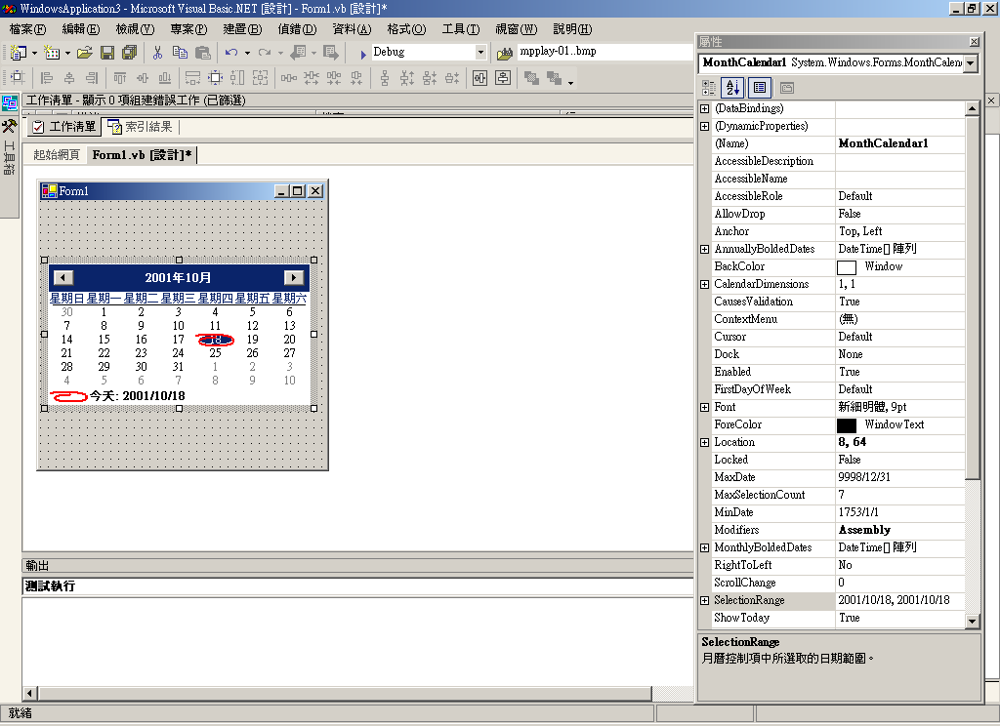 WindowsApplication3 - Microsoft Visual Basic.NET [設計] - Form1.vb [設計]*
檔案(F) 編輯(E) 檢視(V) 專案(P) 建置(B) 偵錯(D) 資料(A) 格式(O) 工具(T) 視窗(W) 說明(H)
Debug mpplay-01..bmp
工作清單 - 顯示 0 項組建錯誤工作 (已篩選)
工作清單 索引結果
工具箱
起始網頁 Form1.vb [設計]*
Form1
2001年10月
星期日 星期一 星期二 星期三 星期四 星期五 星期六
30 1 2 3 4 5 6
7 8 9 10 11 12 13
14 15 16 17 18 19 20
21 22 23 24 25 26 27
28 29 30 31 1 2 3
4 5 6 7 8 9 10
今天: 2001/10/18
輸出
測試執行
就緒
屬性
MonthCalendar1 System.Windows.Forms.MonthCalen
(DataBindings)
(DynamicProperties)
(Name) MonthCalendar1
AccessibleDescription
AccessibleName
AccessibleRole Default
AllowDrop False
Anchor Top, Left
AnnuallyBoldedDates DateTime[] 陣列
BackColor Window
CalendarDimensions 1, 1
CausesValidation True
ContextMenu (無)
Cursor Default
Dock None
Enabled True
FirstDayOfWeek Default
Font 新細明體, 9pt
ForeColor WindowText
Location 8, 64
Locked False
MaxDate 9998/12/31
MaxSelectionCount 7
MinDate 1753/1/1
Modifiers Assembly
MonthlyBoldedDates DateTime[] 陣列
RightToLeft No
ScrollChange 0
SelectionRange 2001/10/18, 2001/10/18
ShowToday True
SelectionRange
月曆控制項中所選取的日期範圍。